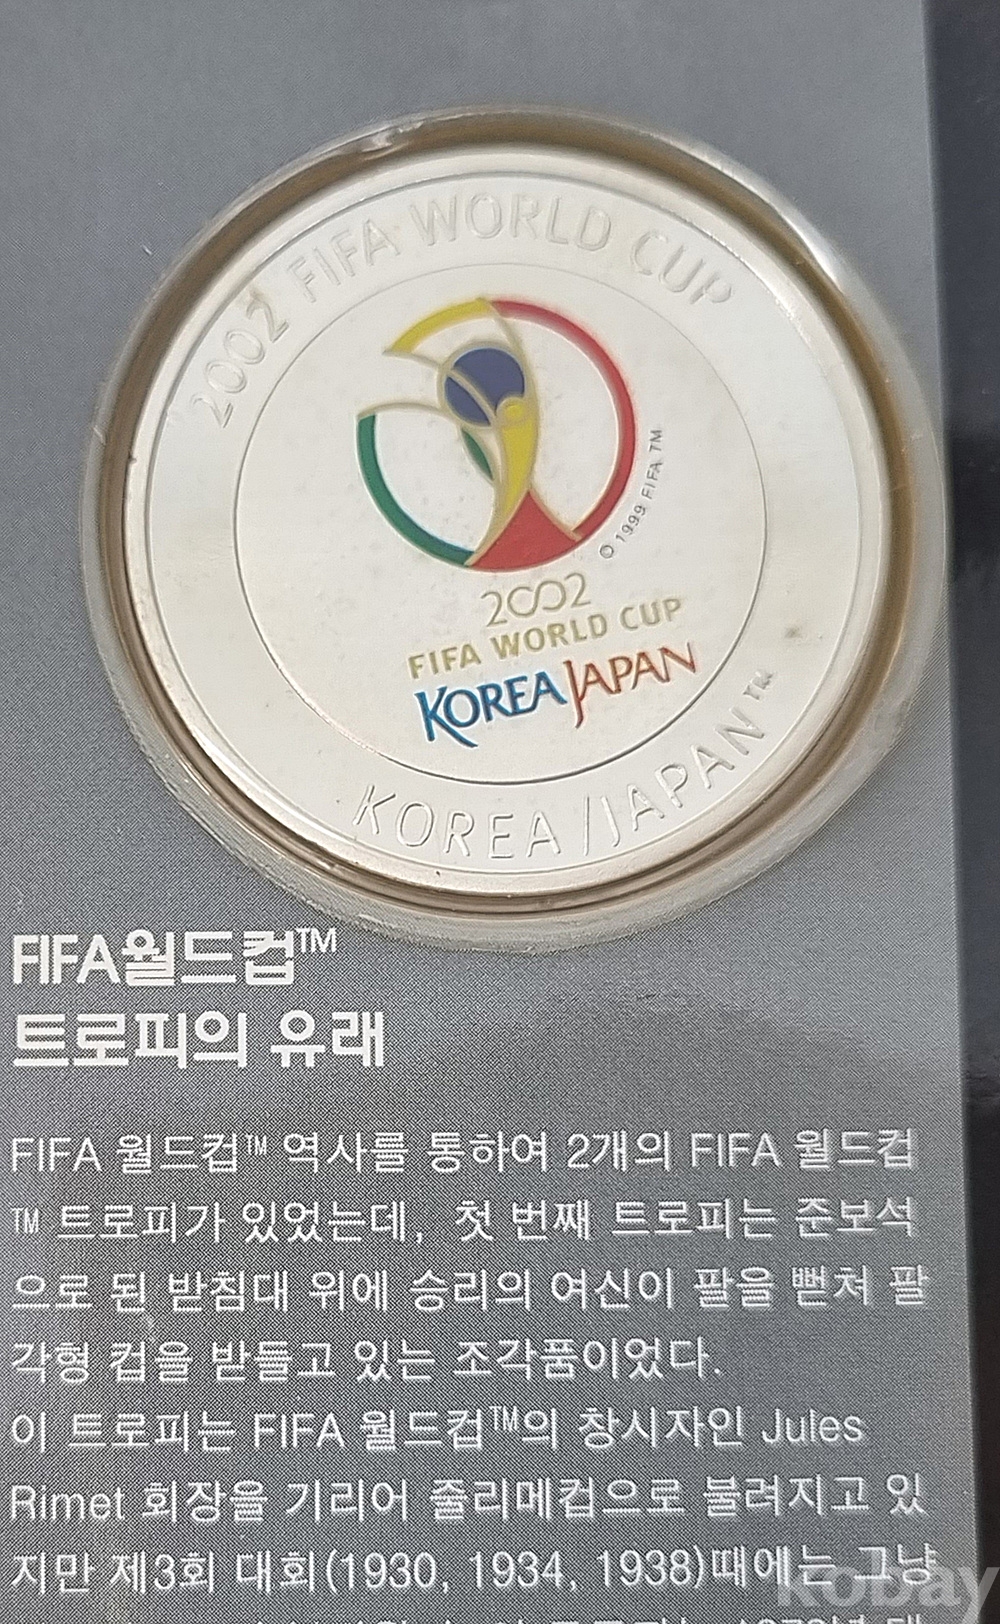 2002 FIFA WORLD CUP
© 1999 FIFA TM
2002
FIFA WORLD CUP
KOREA JAPAN
KOREA/JAPAN™
FIFA월드컵™
트로피의 유래
FIFA 월드컵™ 역사를 통하여 2개의 FIFA 월드컵
™ 트로피가 있었는데, 첫 번째 트로피는 준보석
으로 된 받침대 위에 승리의 여신이 팔을 뻗쳐 팔
각형 컵을 받들고 있는 조각품이었다.
이 트로피는 FIFA 월드컵™의 창시자인 Jules
Rimet 회장을 기리어 줄리메컵으로 불려지고 있
지만 제3회 대회(1930, 1934, 1938)때에는 그냥
kobay